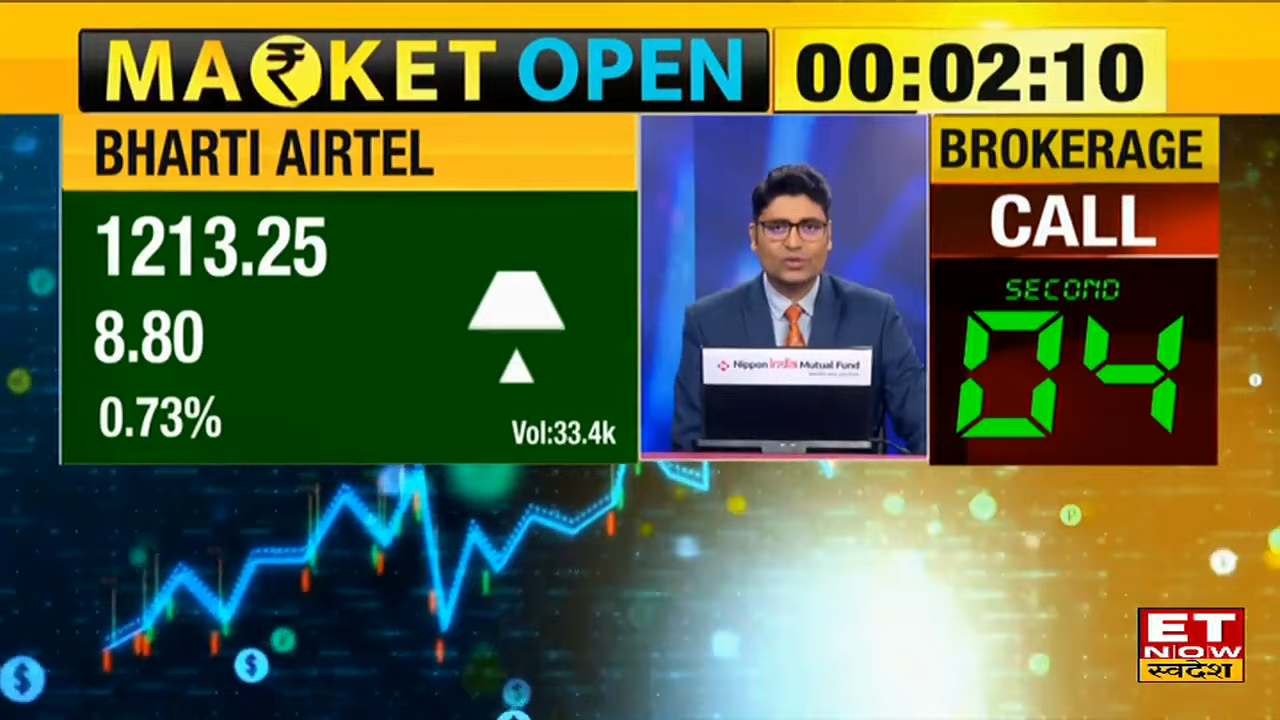 MA₹KET OPEN
00:02:10
BHARTI AIRTEL
1213.25
8.80
0.73%
Vol:33.4k
Nippon India Mutual Fund
BROKERAGE
CALL
SECOND
04
ET
NOW
स्वदेश